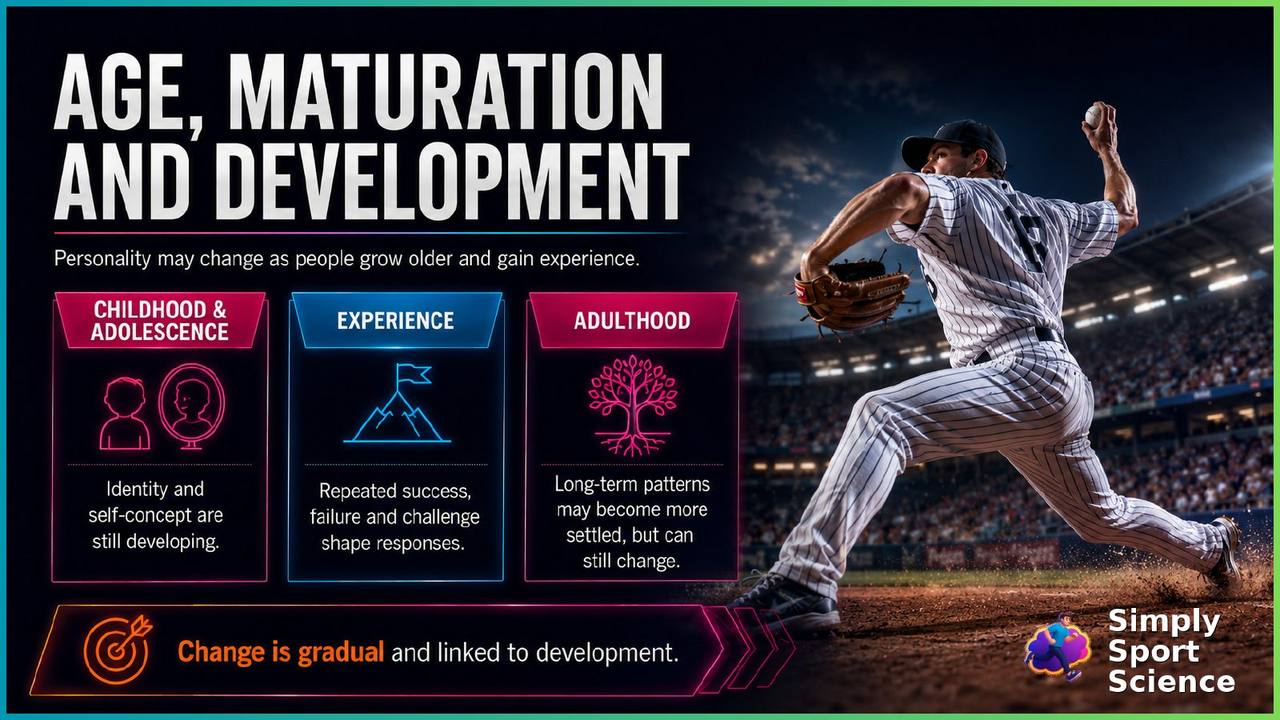 AGE, MATURATION
AND DEVELOPMENT
Personality may change as people grow older and gain experience.
CHILDHOOD &
ADOLESCENCE
Identity and
self-concept are
still developing.
EXPERIENCE
Repeated success,
failure and challenge
shape responses.
ADULTHOOD
Long-term patterns
may become more
settled, but can
still change.
Change is gradual and linked to development.
Simply
Sport
Science